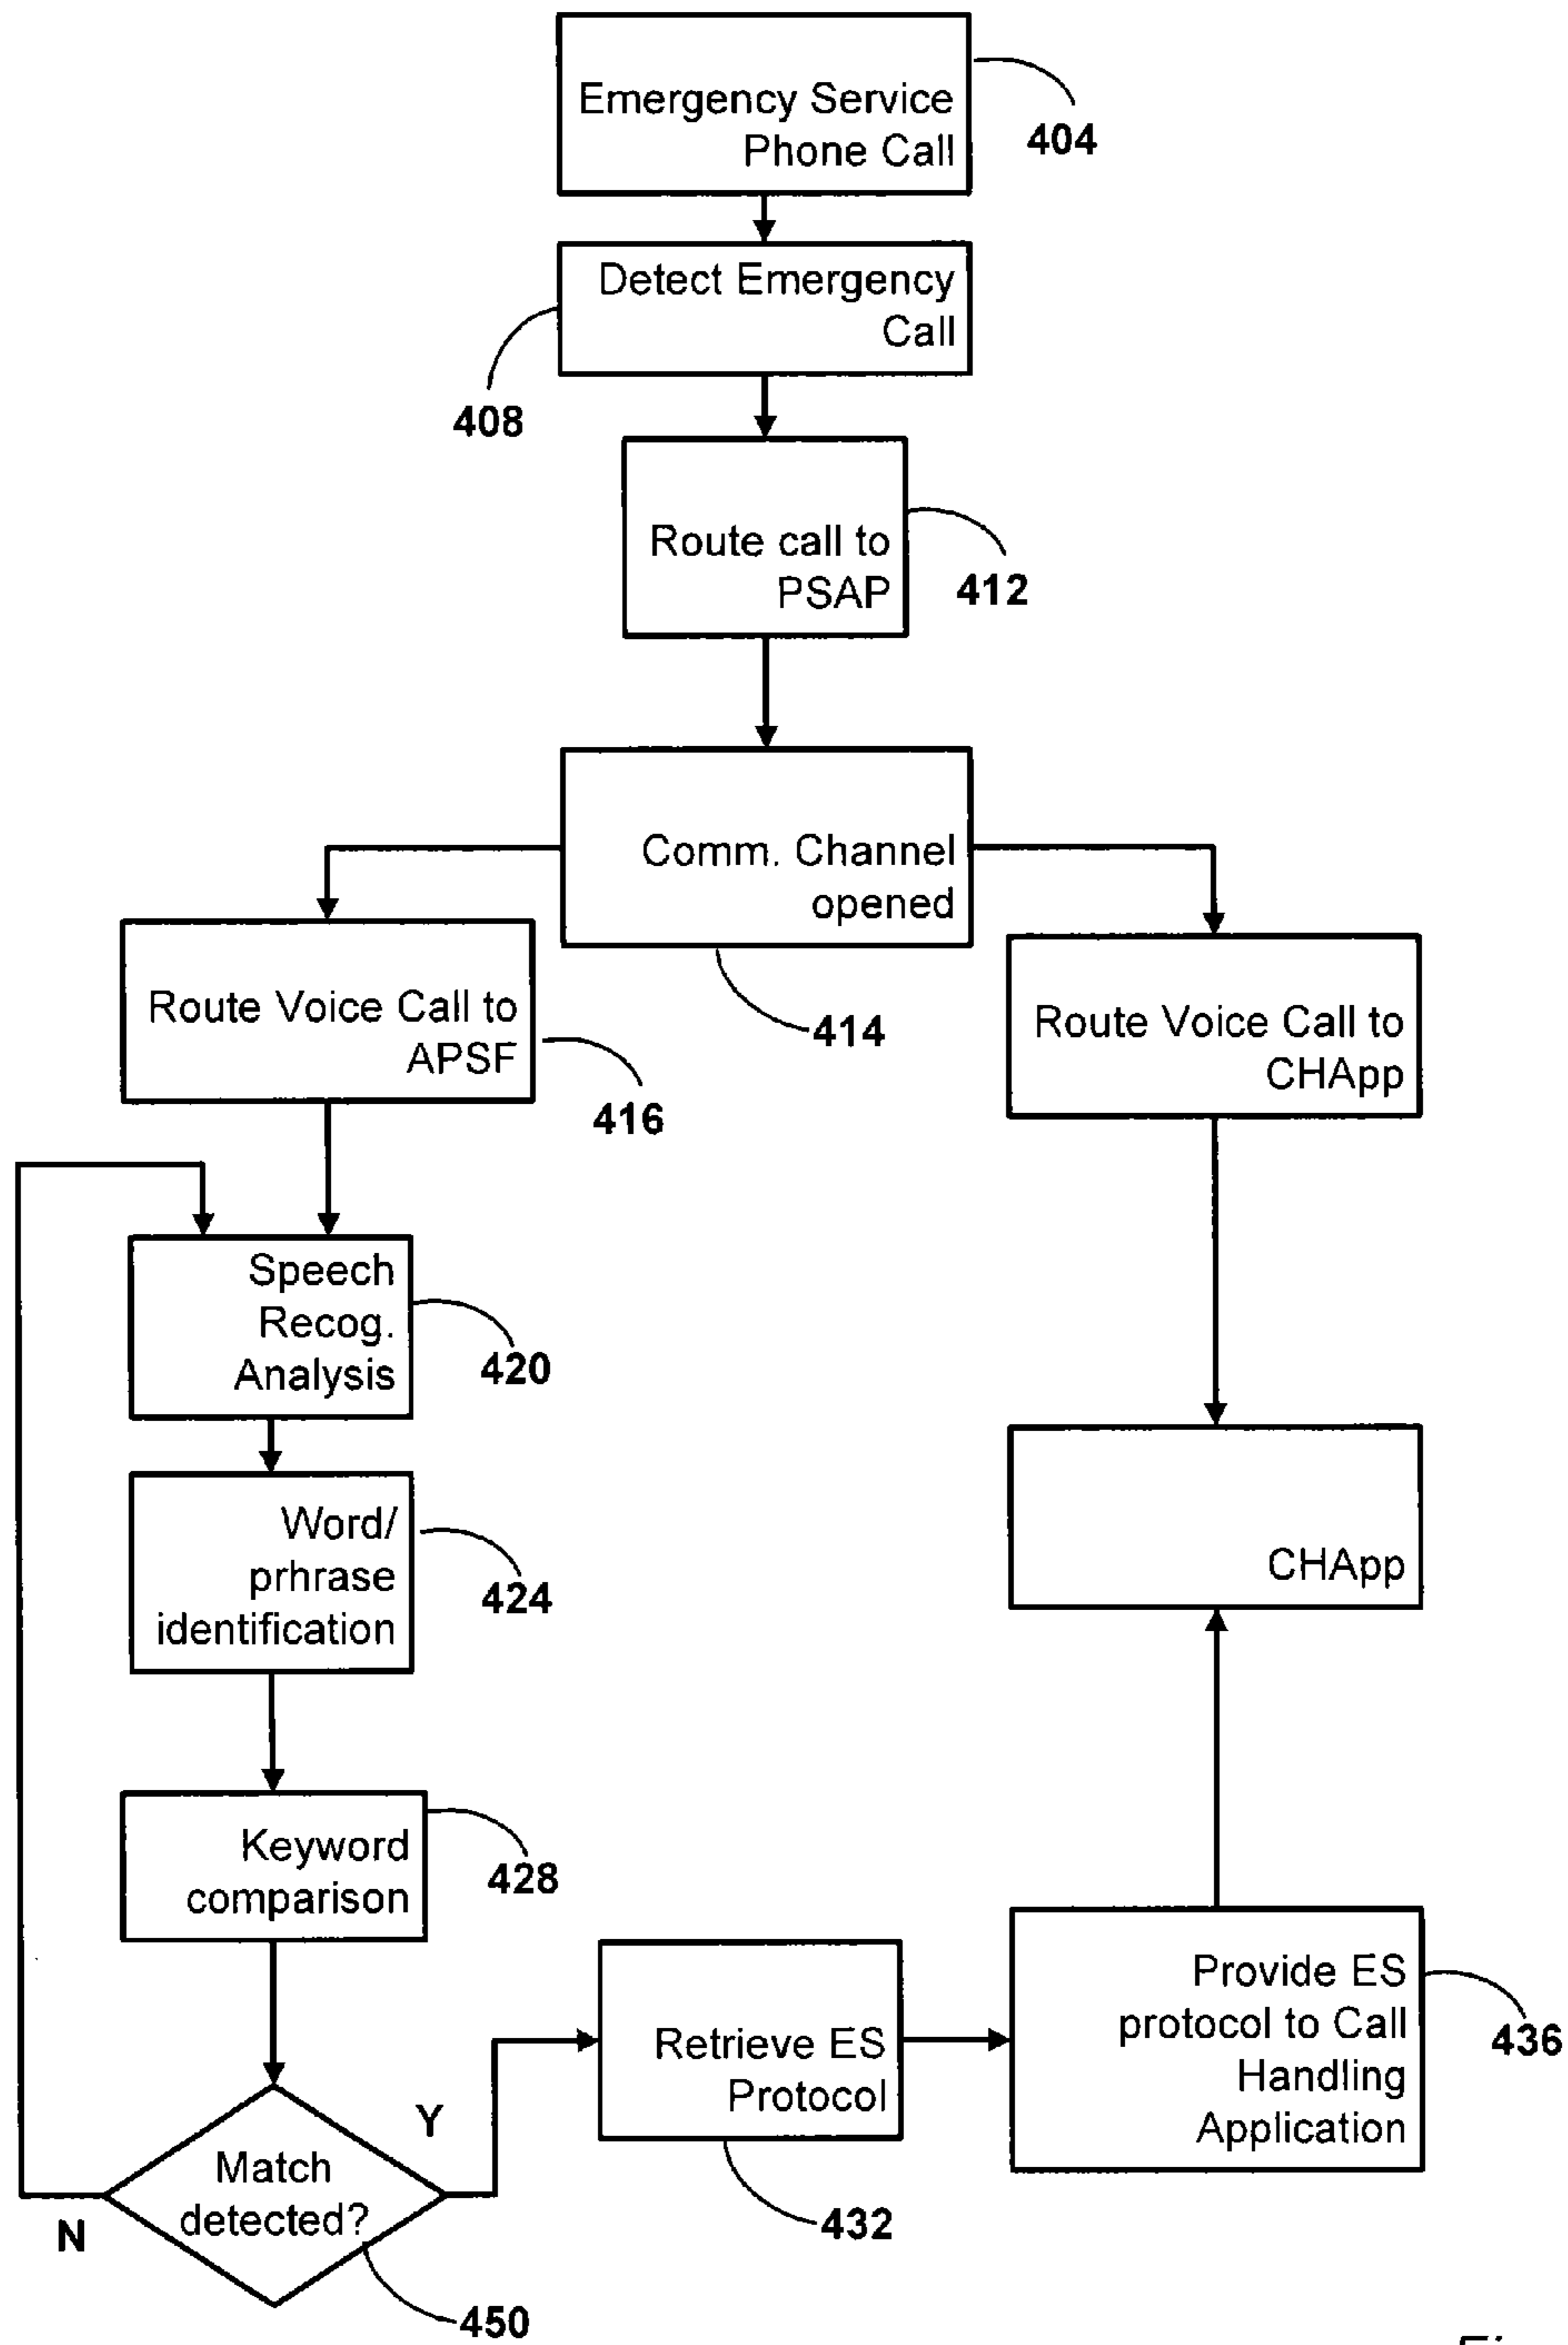 Emergency Service
Phone Call
404
Detect Emergency
Call
408
Route call to
PSAP
412
Comm. Channel
opened
414
Route Voice Call to
APSF
416
Route Voice Call to
CHApp
Speech
Recog.
Analysis
420
Word/
prhrase
identification
424
CHApp
Keyword
comparison
428
Provide ES
protocol to Call
Handling
Application
436
Retrieve ES
Protocol
432
Y
Match
detected?
N
450